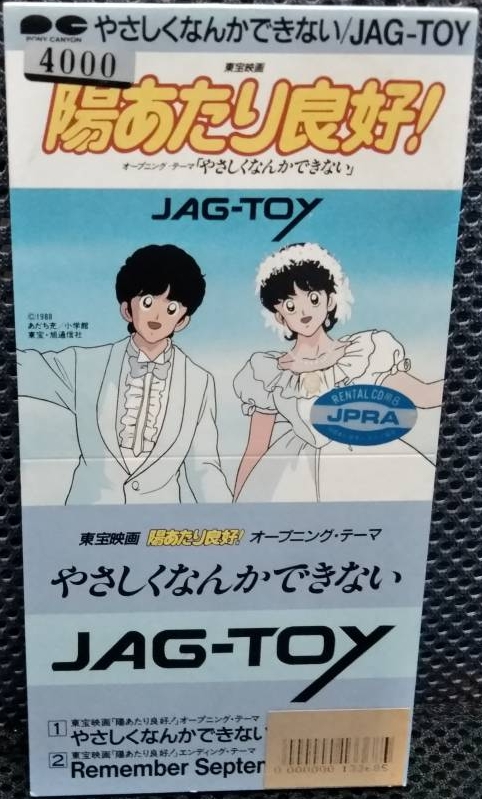 PONY CANYON
やさしくなんかできない/JAG-TOY
4000
東宝映画
陽あたり良好!
オープニング・テーマ「やさしくなんかできない」
JAG-TOY
©1988
あだち充/小学館
東宝・旭通信社
RENTAL CD用B
JPRA
東宝映画 陽あたり良好! オープニング・テーマ
やさしくなんかできない
JAG-TOY
1 東宝映画「陽あたり良好!」オープニング・テーマ
やさしくなんかできない
2 東宝映画「陽あたり良好!」エンディング・テーマ
Remember Septem